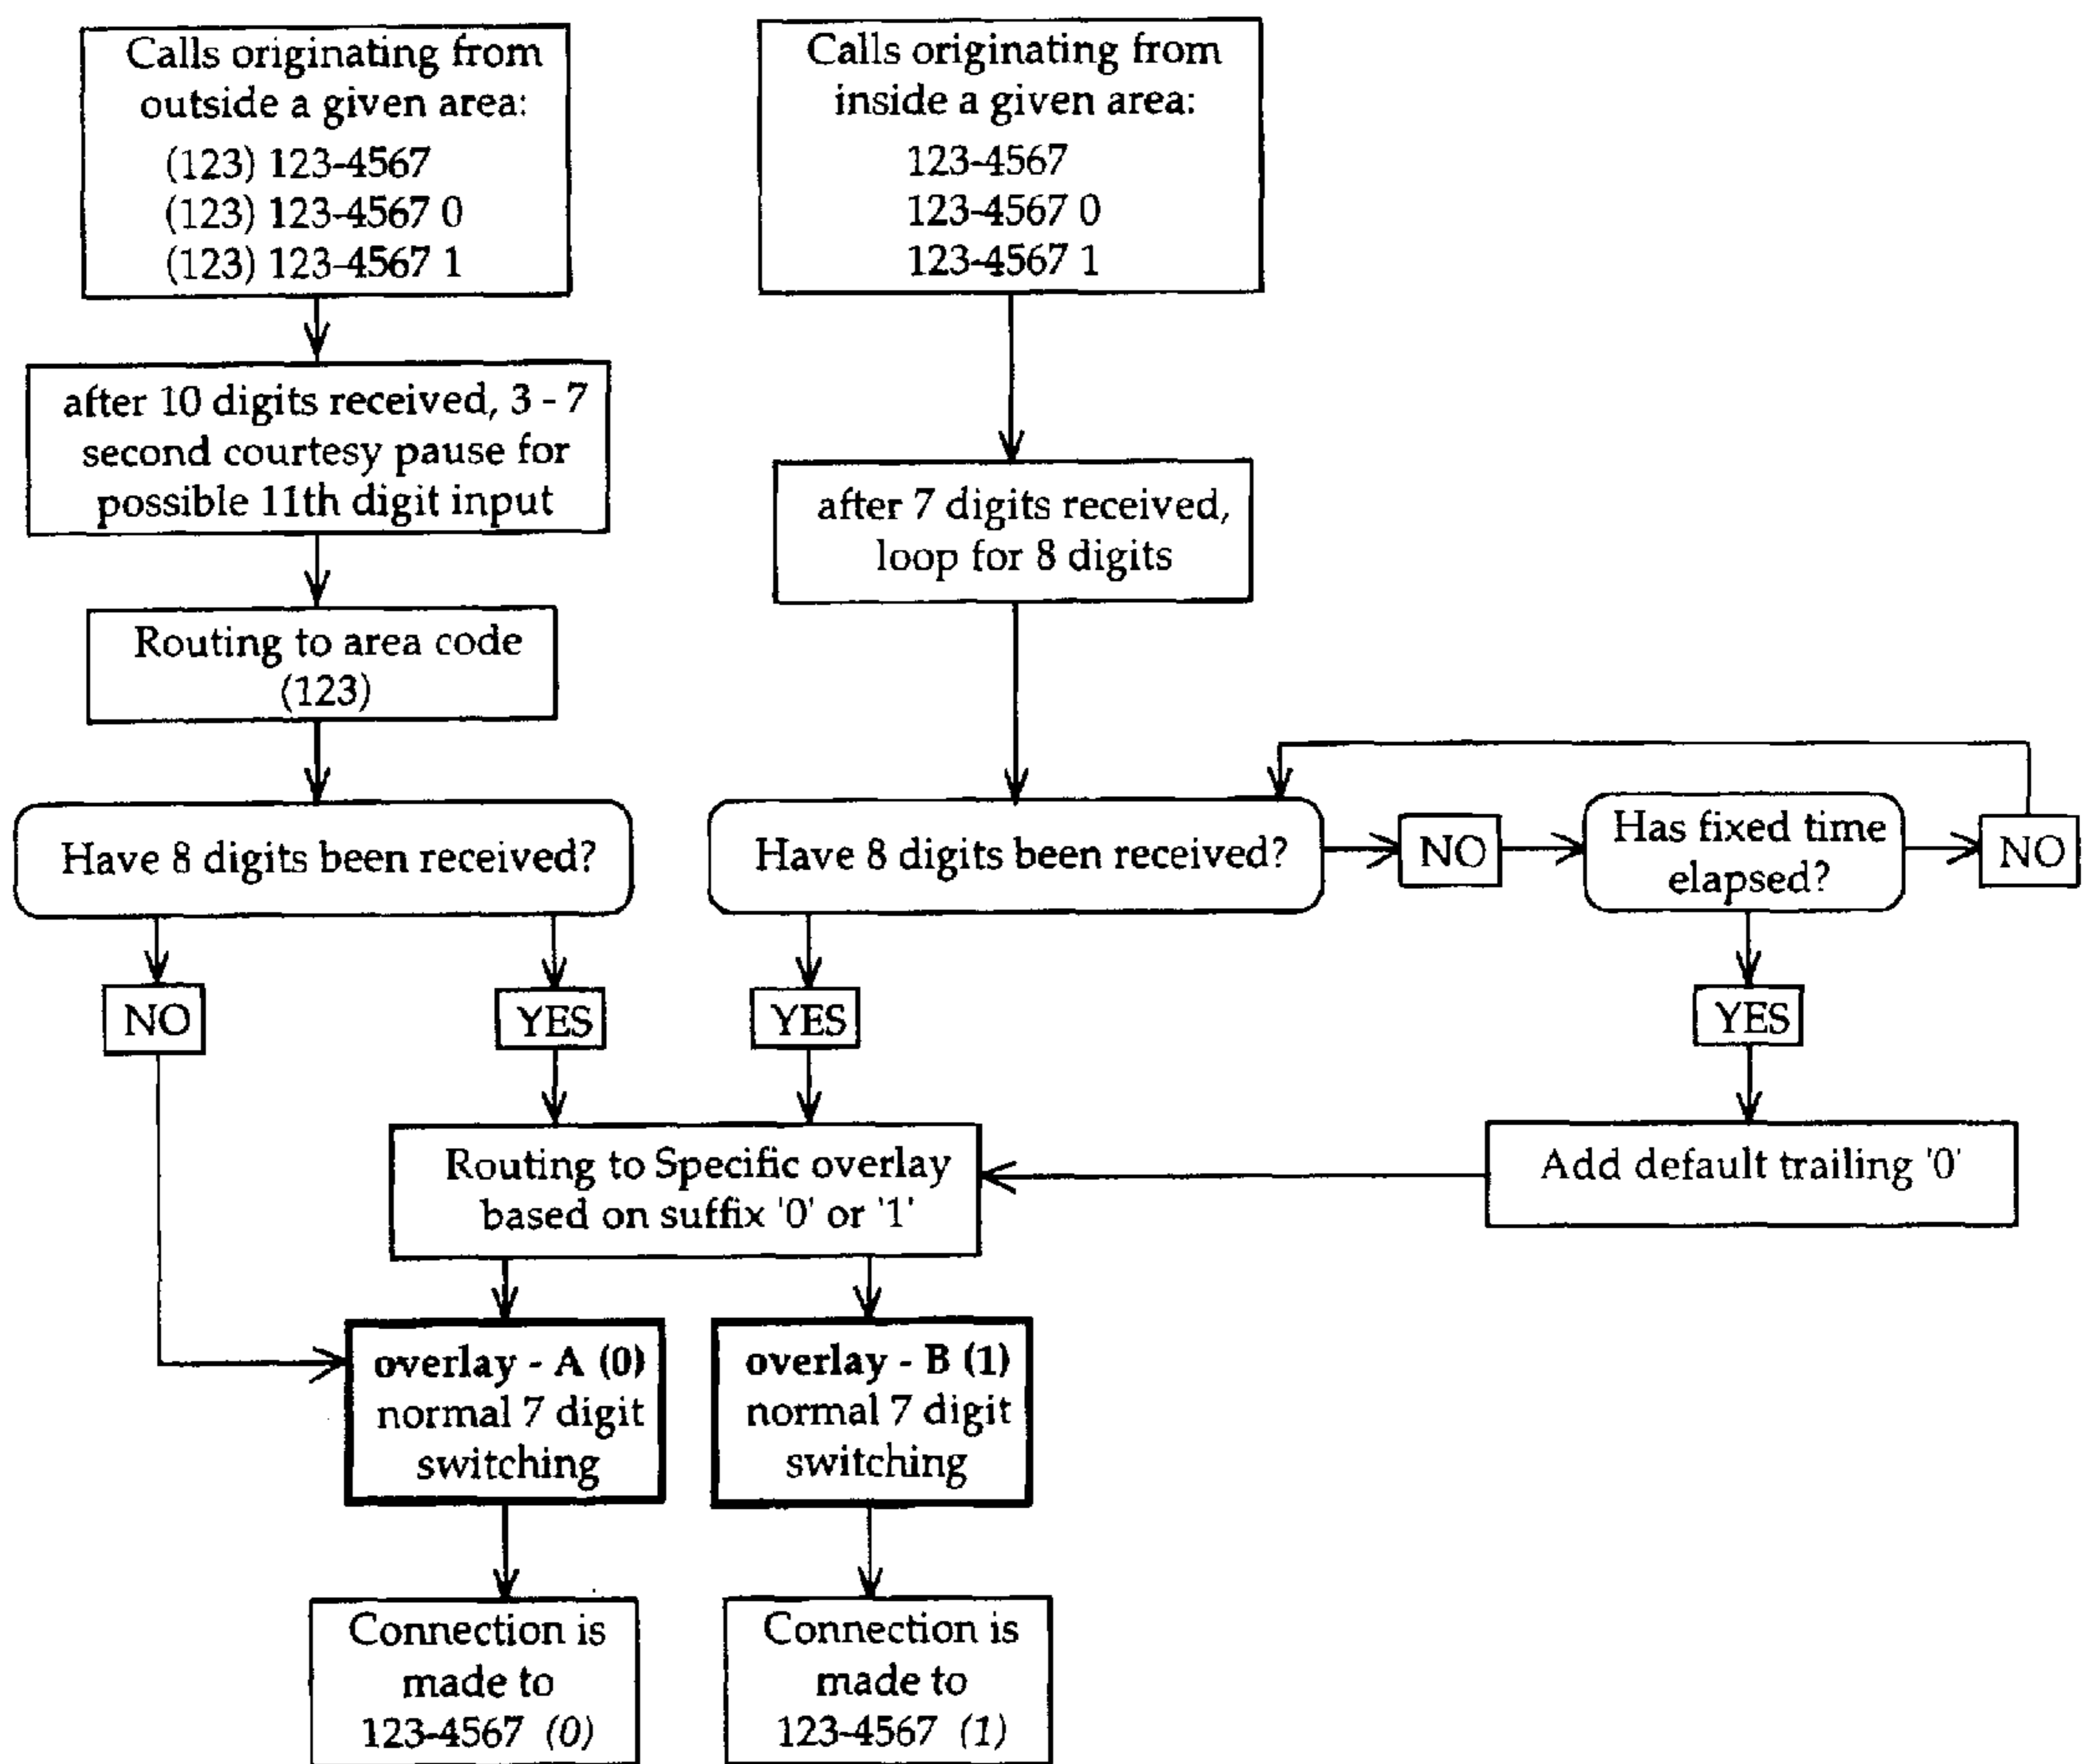 Calls originating from
outside a given area:
(123) 123-4567
(123) 123-4567 0
(123) 123-4567 1
Calls originating from
inside a given area:
123-4567
123-4567 0
123-4567 1
after 10 digits received, 3 - 7
second courtesy pause for
possible 11th digit input
after 7 digits received,
loop for 8 digits
Routing to area code
(123)
Have 8 digits been received?
Have 8 digits been received?
NO
Has fixed time
elapsed?
NO
NO
YES
YES
YES
Routing to Specific overlay
based on suffix '0' or '1'
Add default trailing '0'
overlay - A (0)
normal 7 digit
switching
overlay - B (1)
normal 7 digit
switching
Connection is
made to
123-4567 (0)
Connection is
made to
123-4567 (1)